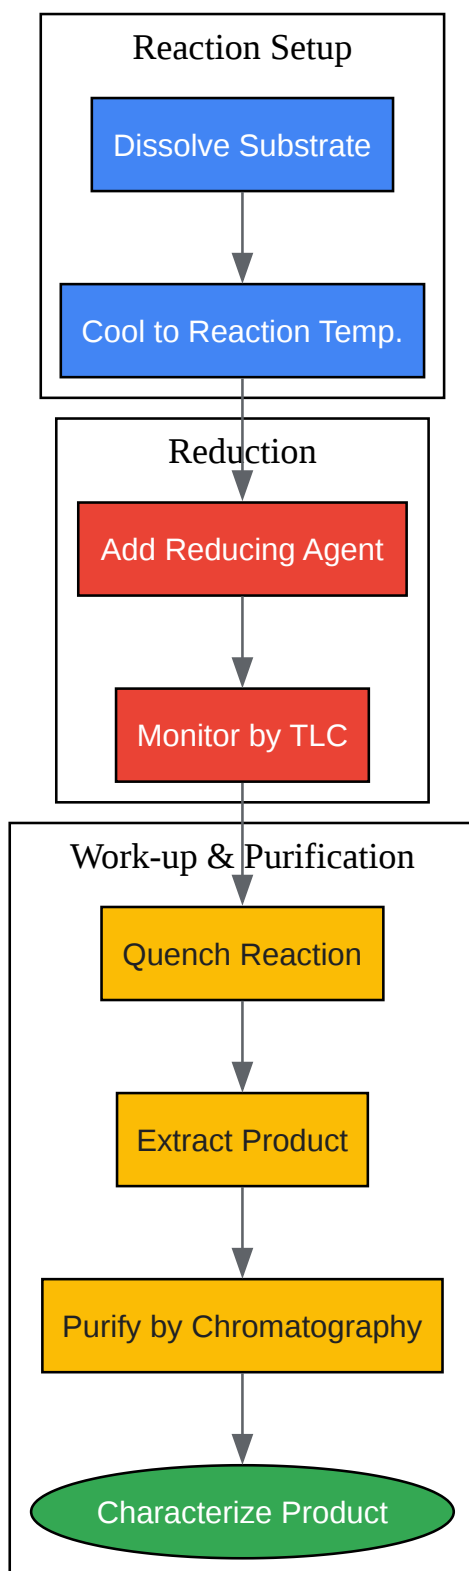 Reaction Setup
Dissolve Substrate
Cool to Reaction Temp.
Reduction
Add Reducing Agent
Monitor by TLC
Work-up & Purification
Quench Reaction
Extract Product
Purify by Chromatography
Characterize Product